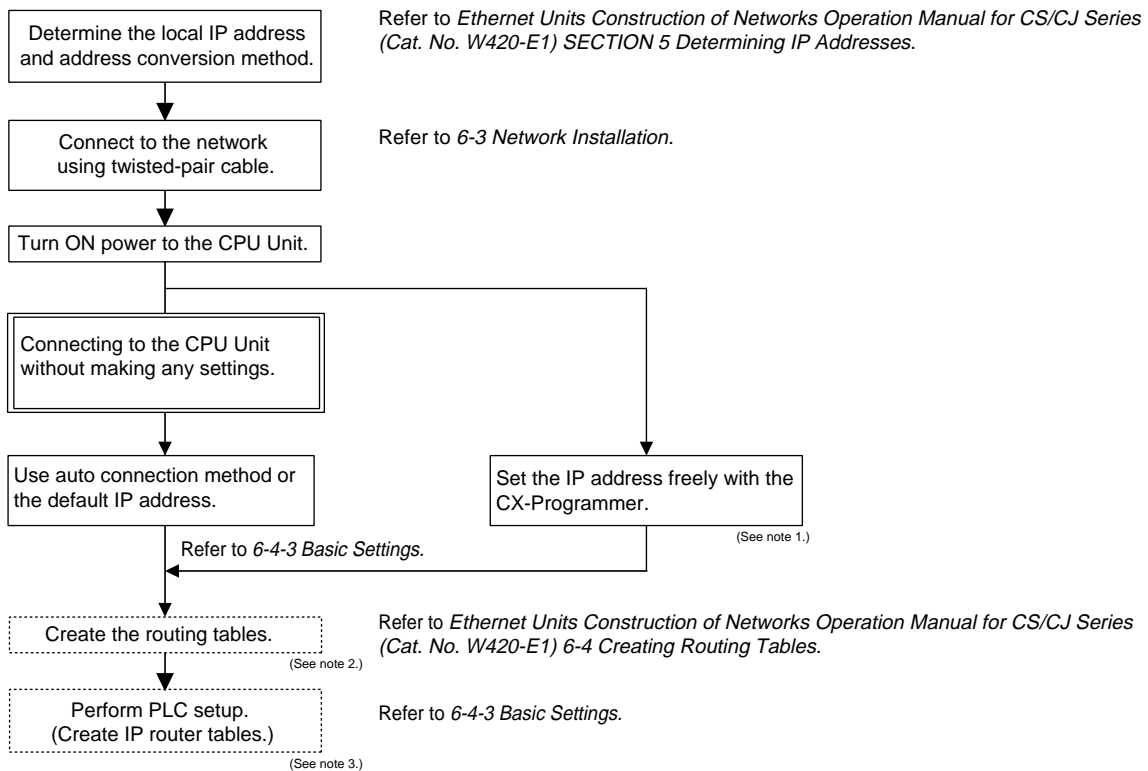 Determine the local IP address
and address conversion method.
Refer to Ethernet Units Construction of Networks Operation Manual for CS/CJ Series
(Cat. No. W420-E1) SECTION 5 Determining IP Addresses.
Connect to the network
using twisted-pair cable.
Refer to 6-3 Network Installation.
Turn ON power to the CPU Unit.
Connecting to the CPU Unit
without making any settings.
Use auto connection method or
the default IP address.
Set the IP address freely with the
CX-Programmer.
(See note 1.)
Refer to 6-4-3 Basic Settings.
Create the routing tables.
(See note 2.)
Refer to Ethernet Units Construction of Networks Operation Manual for CS/CJ Series
(Cat. No. W420-E1) 6-4 Creating Routing Tables.
Perform PLC setup.
(Create IP router tables.)
(See note 3.)
Refer to 6-4-3 Basic Settings.